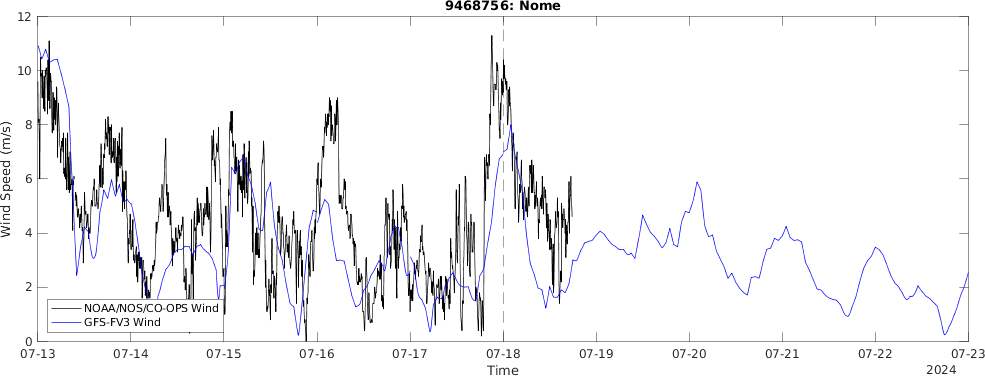 9468756: Nome
12
10
8
6
4
2
0
Wind Speed (m/s)
NOAA/NOS/CO-OPS Wind
GFS-FV3 Wind
07-13 07-14 07-15 07-16 07-17 07-18 07-19 07-20 07-21 07-22 07-23
Time
2024